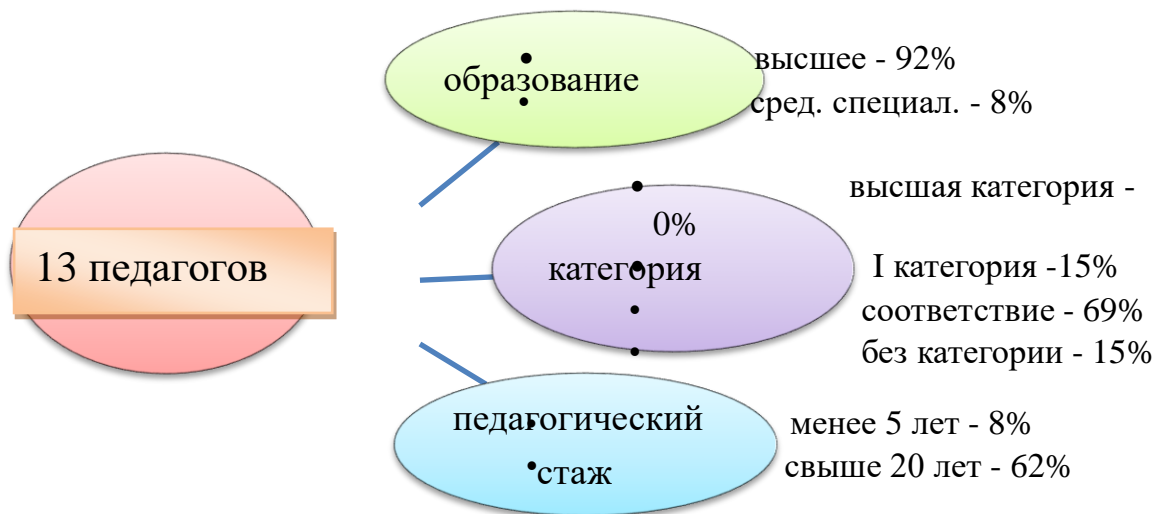 образование
высшее - 92%
сред. специал. - 8%
13 педагогов
высшая категория -
0%
категория
I категория -15%
соответствие - 69%
без категории - 15%
педагогический
стаж
менее 5 лет - 8%
свыше 20 лет - 62%